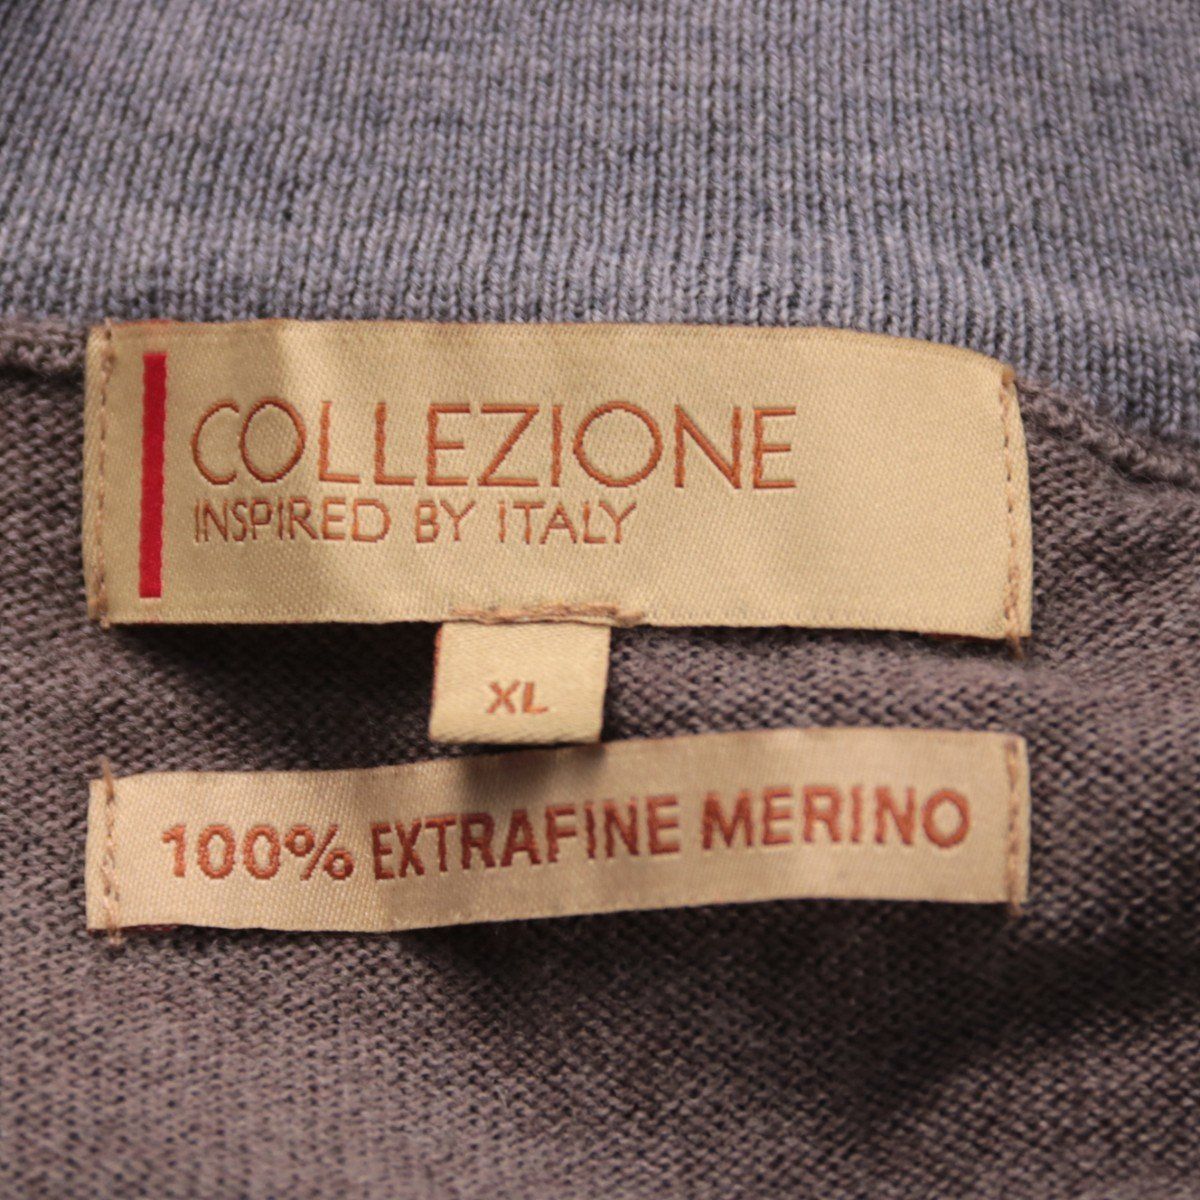 COLLEZIONE
INSPIRED BY ITALY
XL
100% EXTRAFINE MERINO